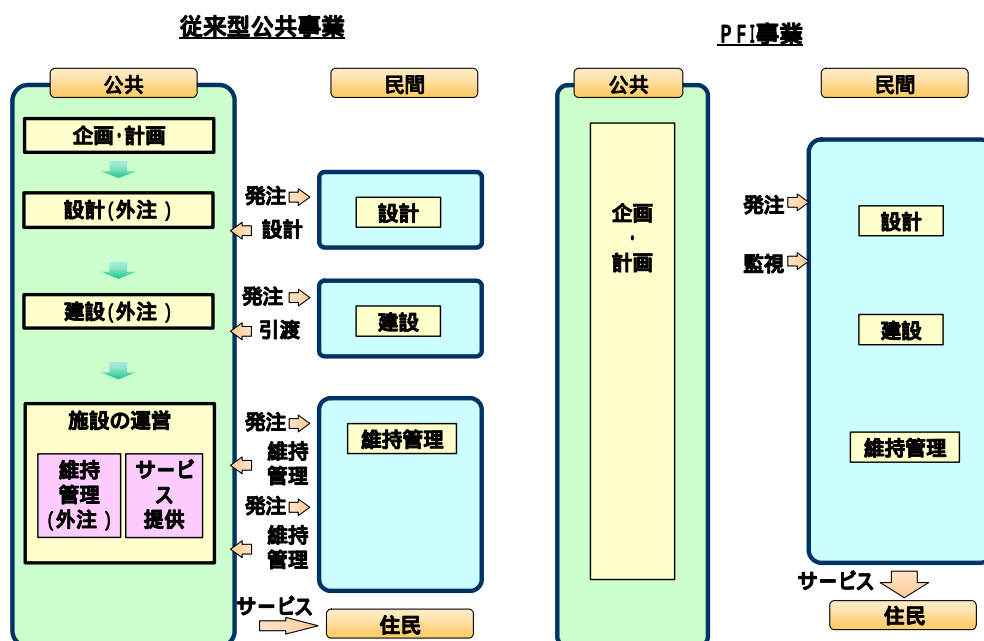 従来型公共事業
公共
民間
企画・計画
設計(外注)
発注
設計
設計
建設(外注)
発注
引渡
建設
施設の運営
維持
管理
(外注)
サービ
ス
提供
発注
維持
管理
発注
維持
管理
維持管理
サービス
住民
PFI事業
公共
民間
企画
・
計画
発注
監視
設計
建設
維持管理
サービス
住民